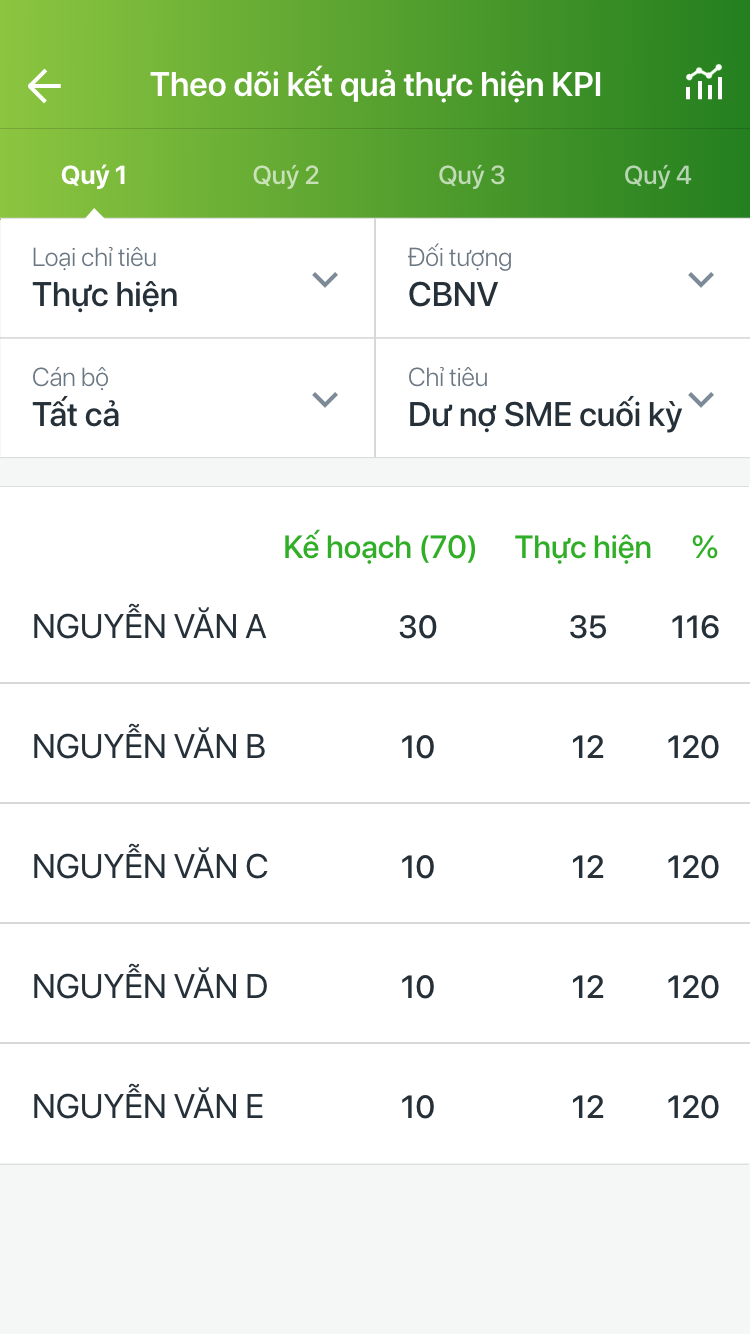 Theo dõi kết quả thực hiện KPI
Quý 1 Quý 2 Quý 3 Quý 4
Loại chỉ tiêu Đối tượng
Thực hiện CBNV
Cán bộ Chỉ tiêu
Tất cả Dư nợ SME cuối kỳ
Kế hoạch (70) Thực hiện %
NGUYỄN VĂN A 30 35 116
NGUYỄN VĂN B 10 12 120
NGUYỄN VĂN C 10 12 120
NGUYỄN VĂN D 10 12 120
NGUYỄN VĂN E 10 12 120